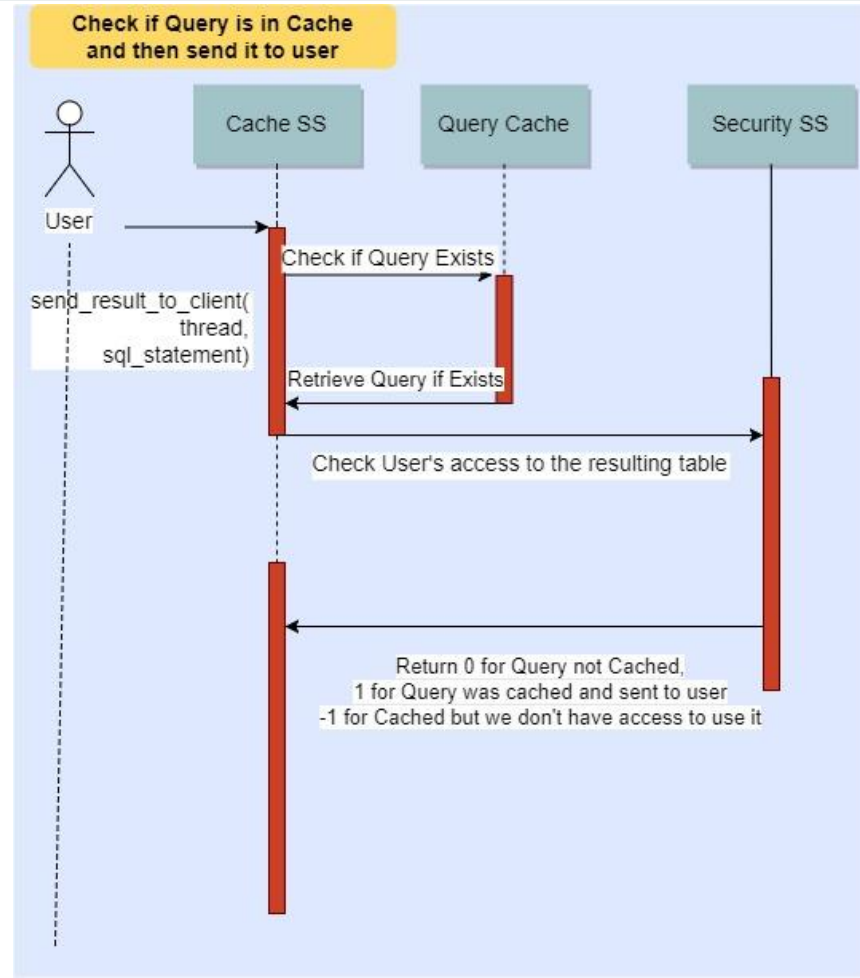 Check if Query is in Cache
and then send it to user
Cache SS
Query Cache
Security SS
User
Check if Query Exists
send_result_to_client(
thread,
sql_statement)
Retrieve Query if Exists
Check User's access to the resulting table
Return 0 for Query not Cached,
1 for Query was cached and sent to user
-1 for Cached but we don't have access to use it